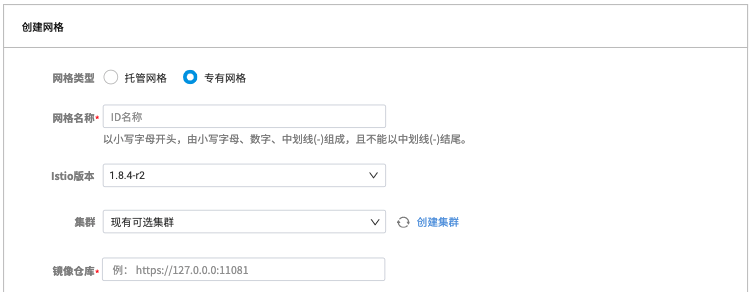 创建网格
网格类型 托管网格 专有网格
网格名称* ID名称
以小写字母开头，由小写字母、数字、中划线(-)组成，且不能以中划线(-)结尾。
Istio版本 1.8.4-r2
集群 现有可选集群 创建集群
镜像仓库* 例： https://127.0.0.0:11081